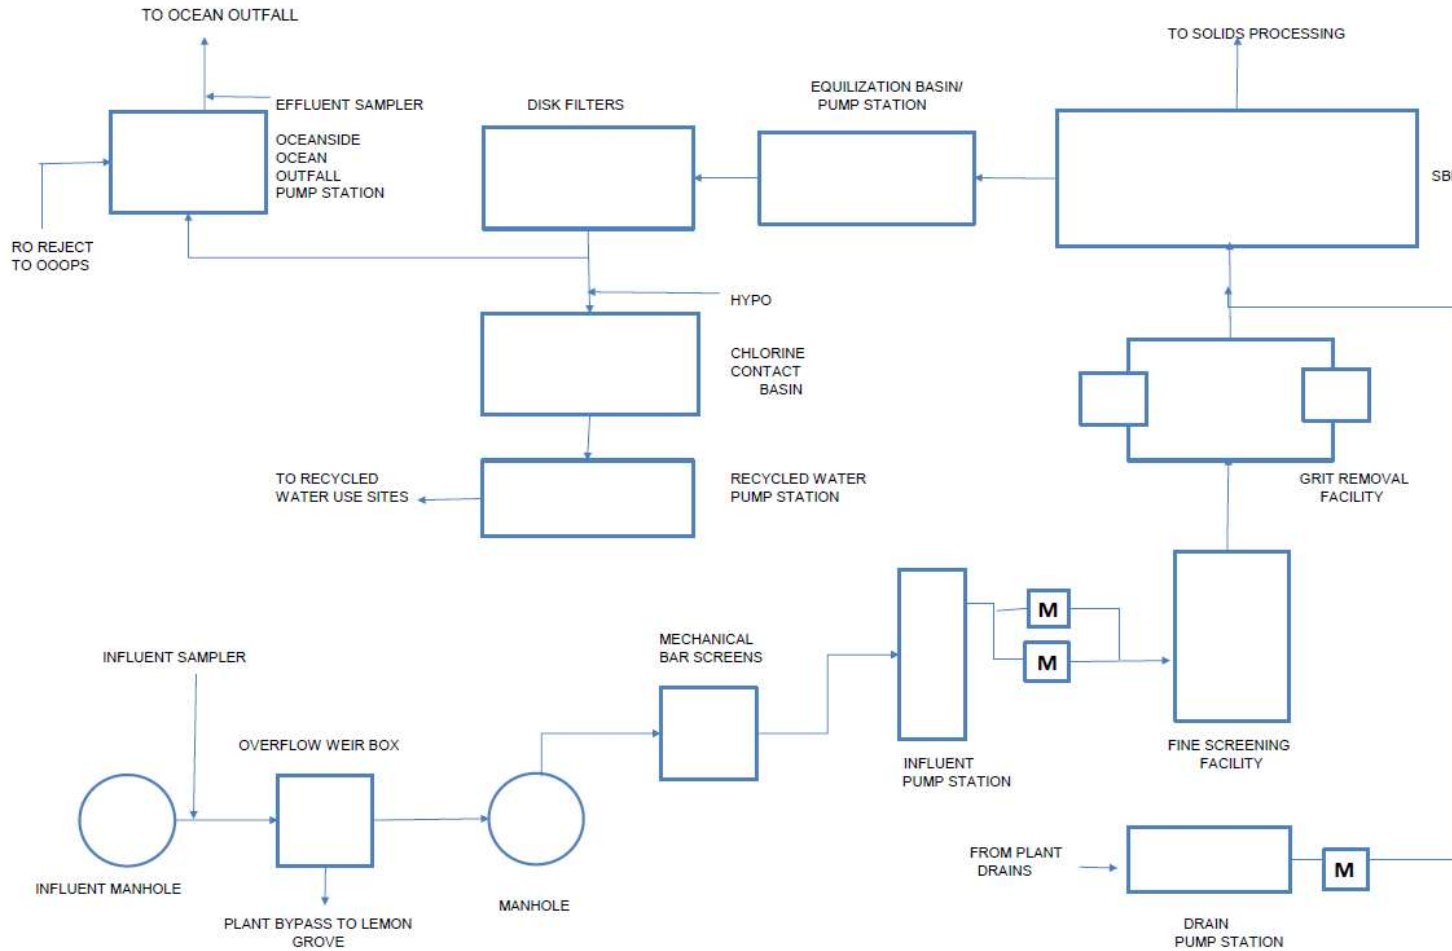 TO OCEAN OUTFALL
TO SOLIDS PROCESSING
EQUILIZATION BASIN/
PUMP STATION
EFFLUENT SAMPLER
DISK FILTERS
OCEANSIDE
OCEAN
OUTFALL
PUMP STATION
RO REJECT
TO OOOPS
HYPO
CHLORINE
CONTACT
BASIN
TO RECYCLED
WATER USE SITES
RECYCLED WATER
PUMP STATION
GRIT REMOVAL
FACILITY
M
M
MECHANICAL
BAR SCREENS
INFLUENT SAMPLER
OVERFLOW WEIR BOX
INFLUENT
PUMP STATION
FINE SCREENING
FACILITY
FROM PLANT
DRAINS
M
INFLUENT MANHOLE
MANHOLE
PLANT BYPASS TO LEMON
GROVE
DRAIN
PUMP STATION